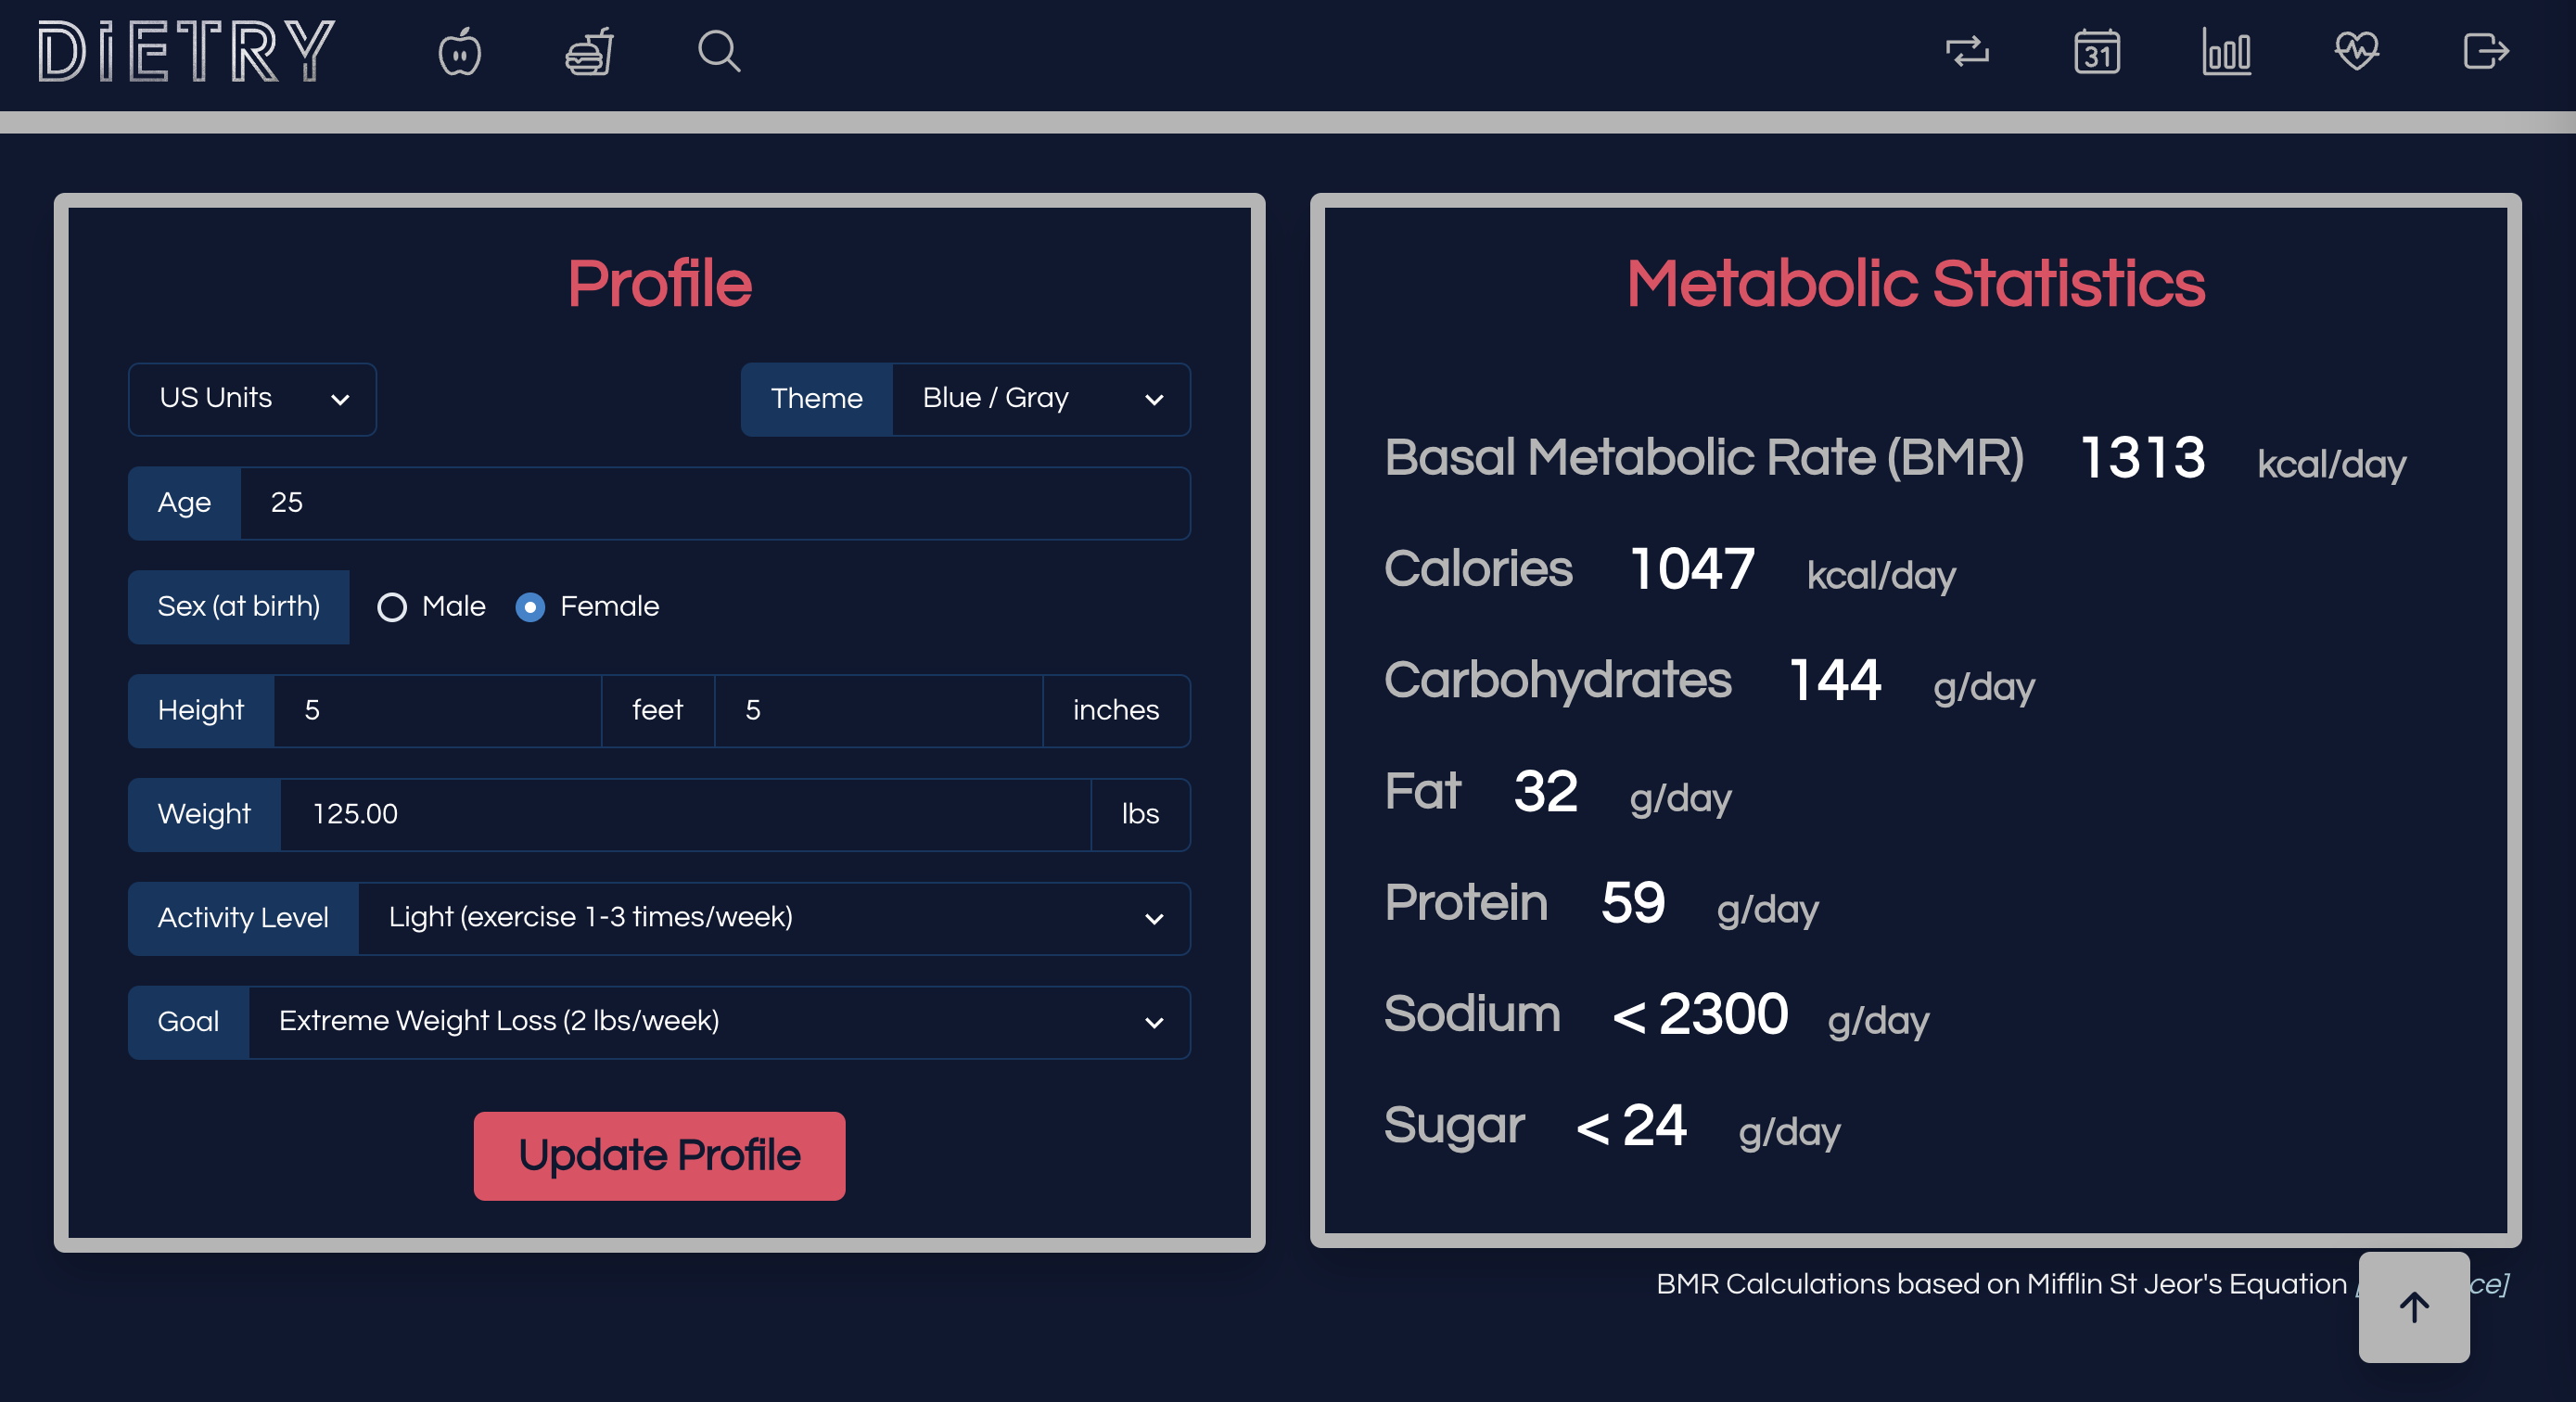 DiETRY
31
Profile
US Units
Theme Blue / Gray
Age 25
Sex (at birth) Male Female
Height 5 feet 5 inches
Weight 125.00 lbs
Activity Level Light (exercise 1-3 times/week)
Goal Extreme Weight Loss (2 lbs/week)
Update Profile
Metabolic Statistics
Basal Metabolic Rate (BMR) 1313 kcal/day
Calories 1047 kcal/day
Carbohydrates 144 g/day
Fat 32 g/day
Protein 59 g/day
Sodium < 2300 g/day
Sugar < 24 g/day
BMR Calculations based on Mifflin St Jeor's Equation